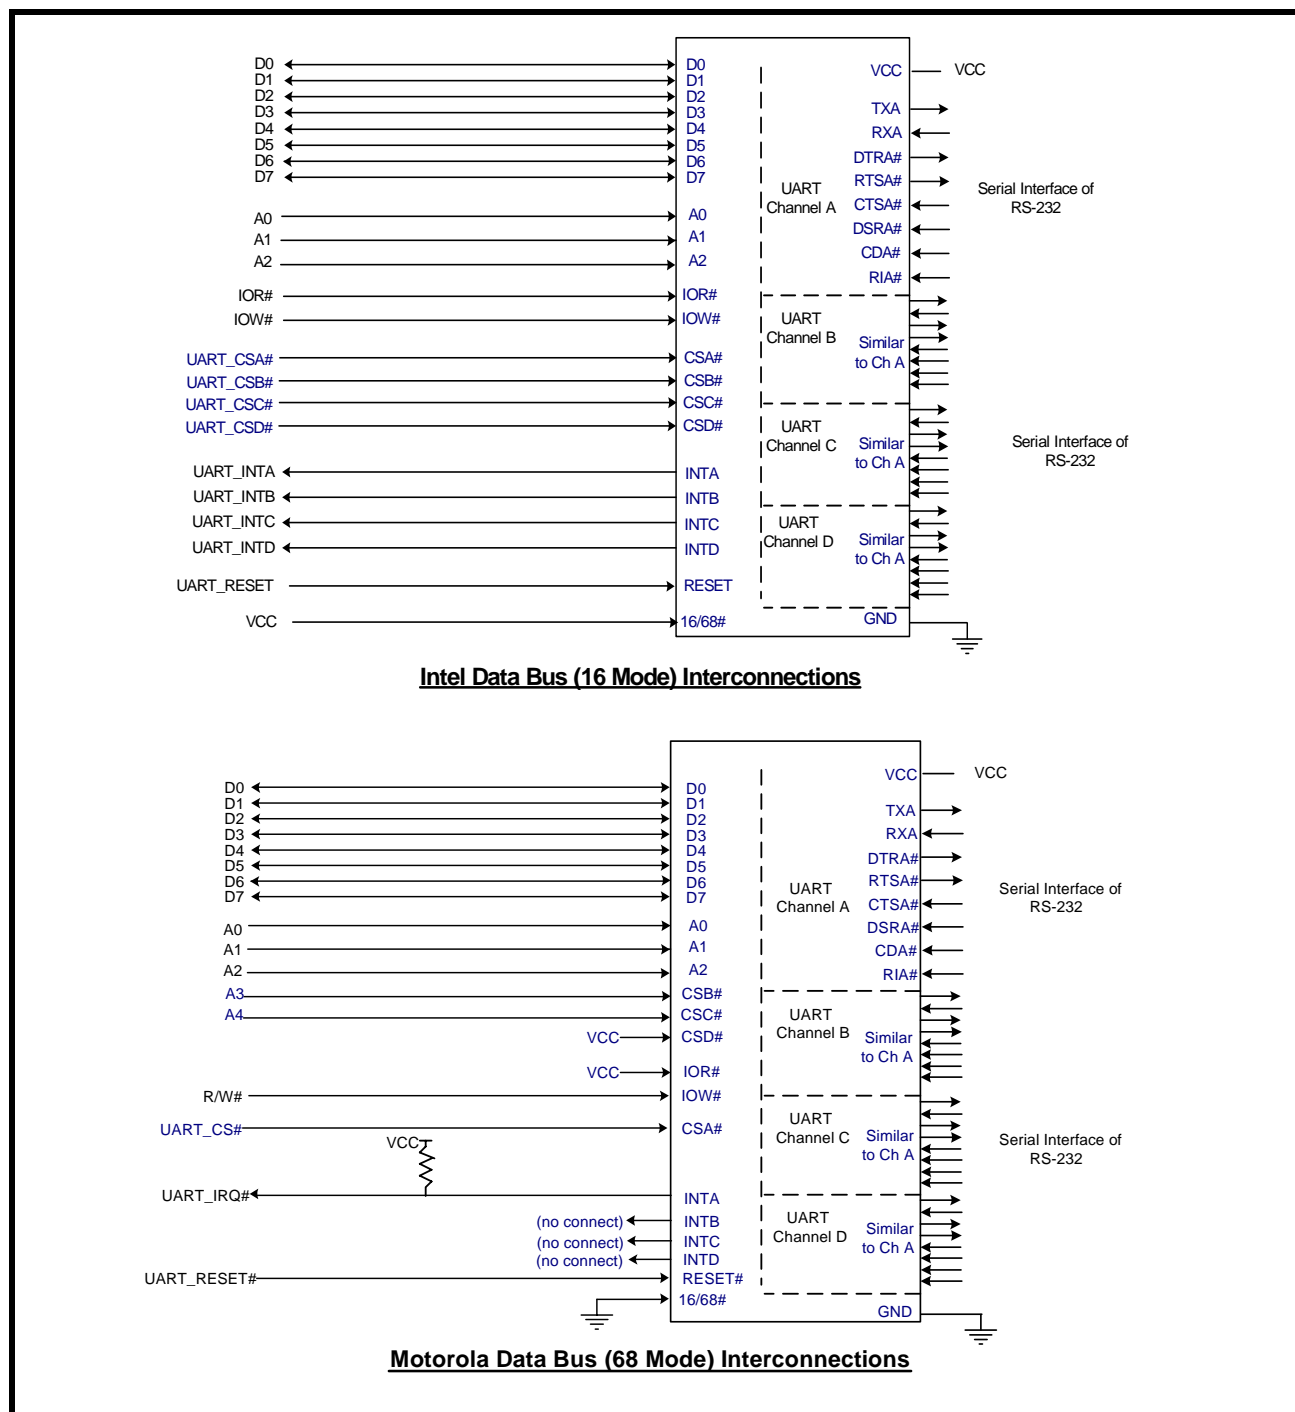 D0
D1
D2
D3
D4
D5
D6
D7
A0
A1
A2
IOR#
IOW#
UART_CSA#
UART_CSB#
UART_CSC#
UART_CSD#
UART_INTA
UART_INTB
UART_INTC
UART_INTD
UART_RESET
VCC
D0
D1
D2
D3
D4
D5
D6
D7
A0
A1
A2
IOR#
IOW#
CSA#
CSB#
CSC#
CSD#
INTA
INTB
INTC
INTD
RESET
16/68#
UART
Channel A
UART
Channel B
UART
Channel C
UART
Channel D
VCC
TXA
RXA
DTRA#
RTSA#
CTSA#
DSRA#
CDA#
RIA#
Similar
to Ch A
Similar
to Ch A
Similar
to Ch A
GND
VCC
Serial Interface of
RS-232
Serial Interface of
RS-232
Intel Data Bus (16 Mode) Interconnections
D0
D1
D2
D3
D4
D5
D6
D7
A0
A1
A2
A3
A4
VCC
VCC
R/W#
UART_CS#
VCC
UART_IRQ#
(no connect)
(no connect)
(no connect)
UART_RESET#
D0
D1
D2
D3
D4
D5
D6
D7
A0
A1
A2
CSB#
CSC#
CSD#
IOR#
IOW#
CSA#
INTA
INTB
INTC
INTD
RESET#
16/68#
UART
Channel A
UART
Channel B
UART
Channel C
UART
Channel D
VCC
TXA
RXA
DTRA#
RTSA#
CTSA#
DSRA#
CDA#
RIA#
Similar
to Ch A
Similar
to Ch A
Similar
to Ch A
GND
VCC
Serial Interface of
RS-232
Serial Interface of
RS-232
Motorola Data Bus (68 Mode) Interconnections